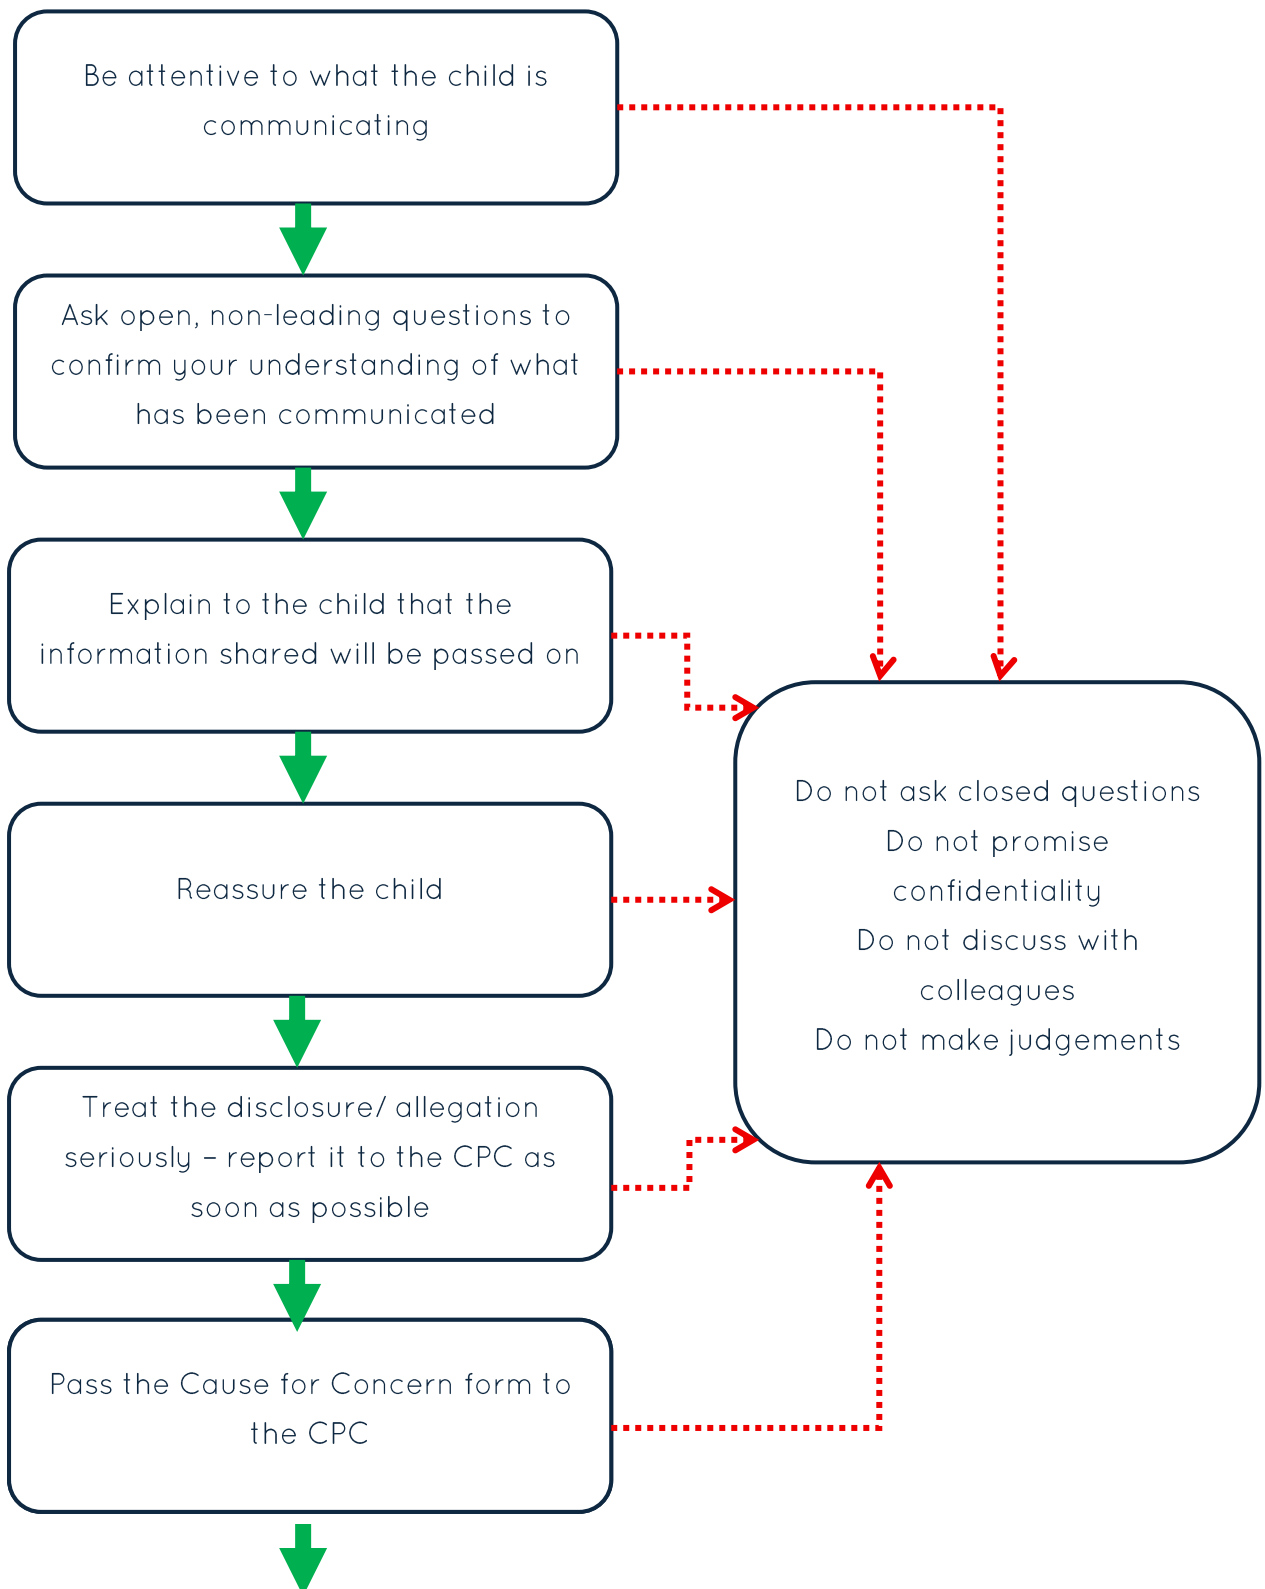 Be attentive to what the child is
communicating
Ask open, non-leading questions to
confirm your understanding of what
has been communicated
Explain to the child that the
information shared will be passed on
Reassure the child
Treat the disclosure/ allegation
seriously – report it to the CPC as
soon as possible
Pass the Cause for Concern form to
the CPC
Do not ask closed questions
Do not promise
confidentiality
Do not discuss with
colleagues
Do not make judgements